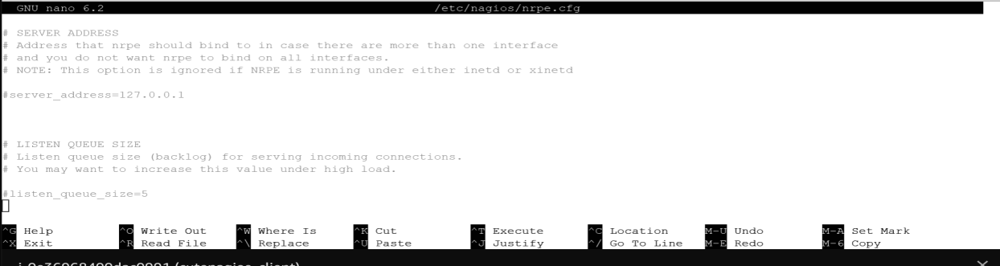 GNU nano 6.2 /etc/nagios/nrpe.cfg
# SERVER ADDRESS
# Address that nrpe should bind to in case there are more than one interface
# and you do not want nrpe to bind on all interfaces.
# NOTE: This option is ignored if NRPE is running under either inetd or xinetd
#server_address=127.0.0.1
# LISTEN QUEUE SIZE
# Listen queue size (backlog) for serving incoming connections.
# You may want to increase this value under high load.
#listen_queue_size=5
^G Help ^O Write Out ^W Where Is ^K Cut ^T Execute ^C Location M-U Undo M-A Set Mark
^X Exit ^R Read File ^\ Replace ^U Paste ^J Justify ^/ Go To Line M-E Redo M-6 Copy